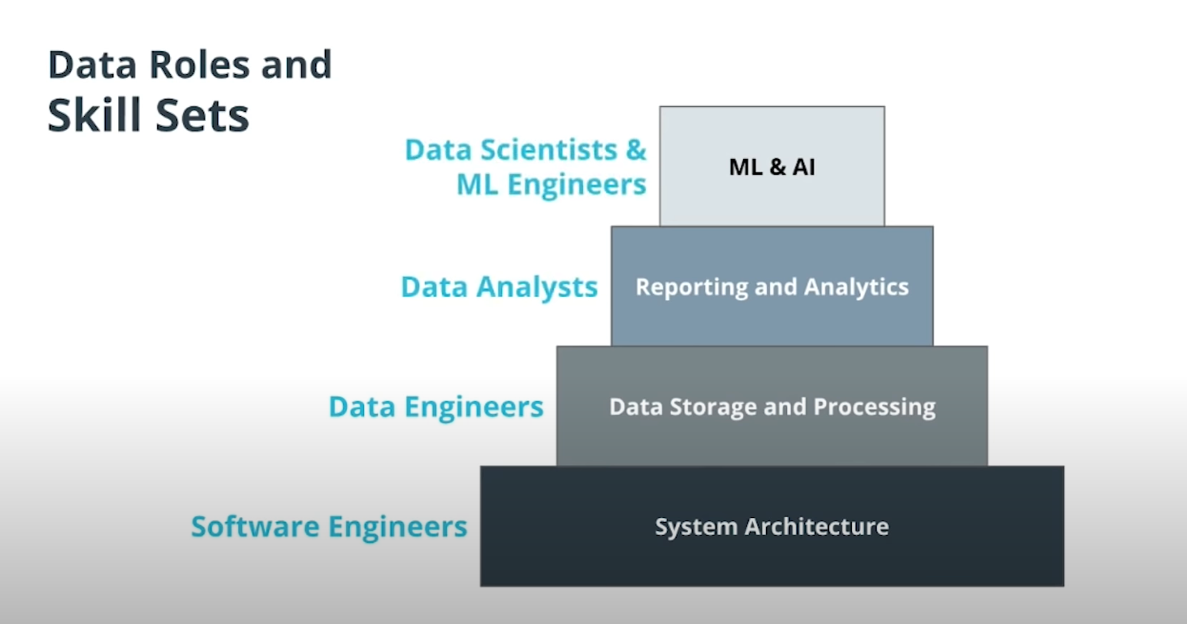 Data Roles and
Skill Sets
Data Scientists &
ML Engineers
ML & AI
Data Analysts
Reporting and Analytics
Data Engineers
Data Storage and Processing
Software Engineers
System Architecture